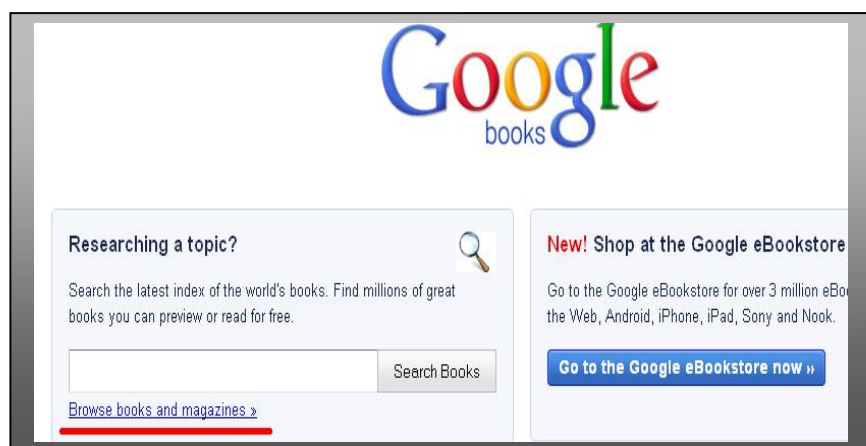 Google
books
Researching a topic?
Search the latest index of the world's books. Find millions of great
books you can preview or read for free.
Search Books
Browse books and magazines »
New! Shop at the Google eBookstore
Go to the Google eBookstore for over 3 million eBo
the Web, Android, iPhone, iPad, Sony and Nook.
Go to the Google eBookstore now »